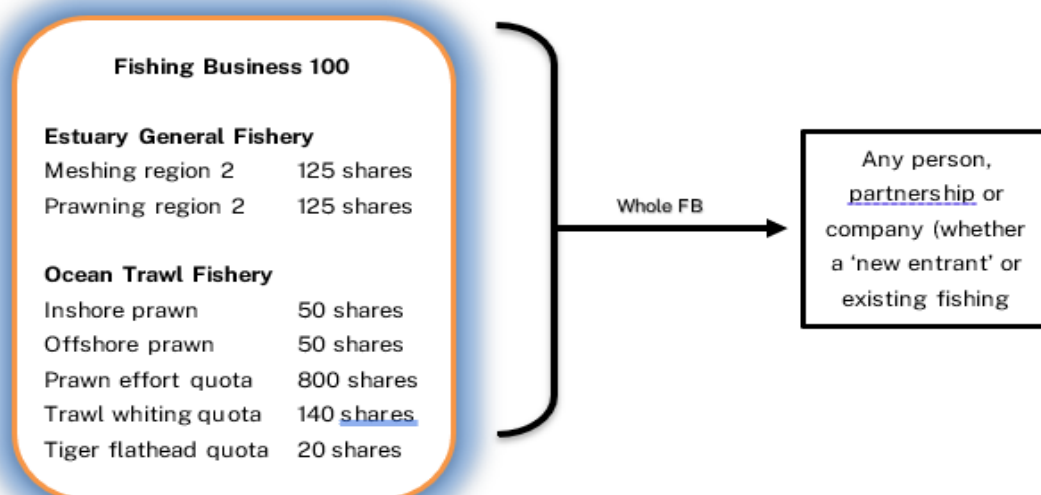 Fishing Business 100
Estuary General Fishery
Meshing region 2 125 shares
Prawning region 2 125 shares
Ocean Trawl Fishery
Inshore prawn 50 shares
Offshore prawn 50 shares
Prawn effort quota 800 shares
Trawl whiting quota 140 shares
Tiger flathead quota 20 shares
Whole FB
Any person,
partnership or
company (whether
a ‘new entrant’ or
existing fishing